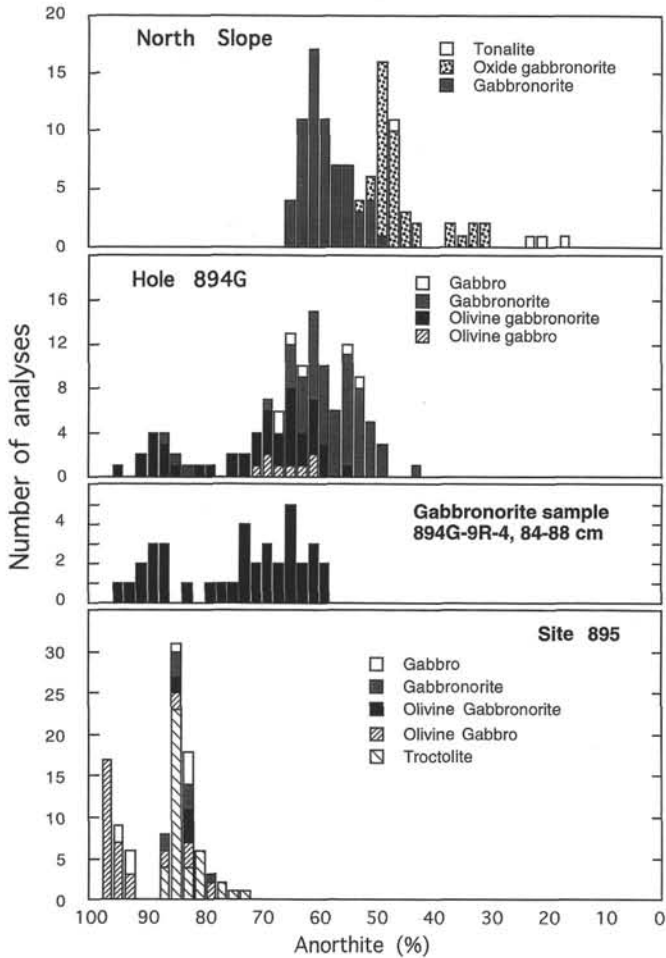 20
15
10
5
0
North Slope
Tonalite
Oxide gabbronorite
Gabbronorite
16
12
8
4
0
Hole 894G
Gabbro
Gabbronorite
Olivine gabbronorite
Olivine gabbro
Number of analyses
4
2
0
Gabbronorite sample
894G-9R-4, 84-88 cm
30
25
20
15
10
5
0
Site 895
Gabbro
Gabbronorite
Olivine Gabbronorite
Olivine Gabbro
Troctolite
100 90 80 70 60 50 40 30 20 10 0
Anorthite (%)